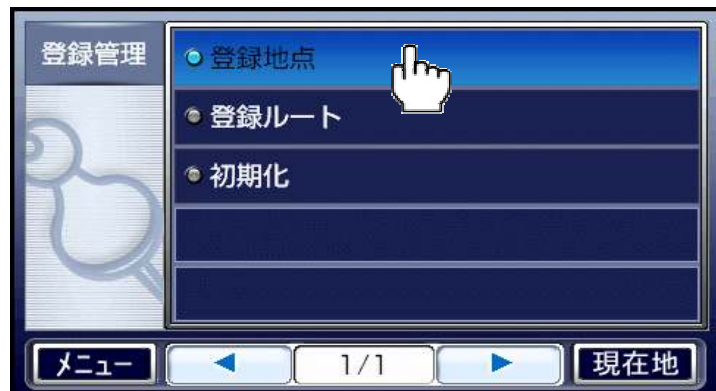 登録管理
登録地点
登録ルート
初期化
メニュー
1/1
現在地